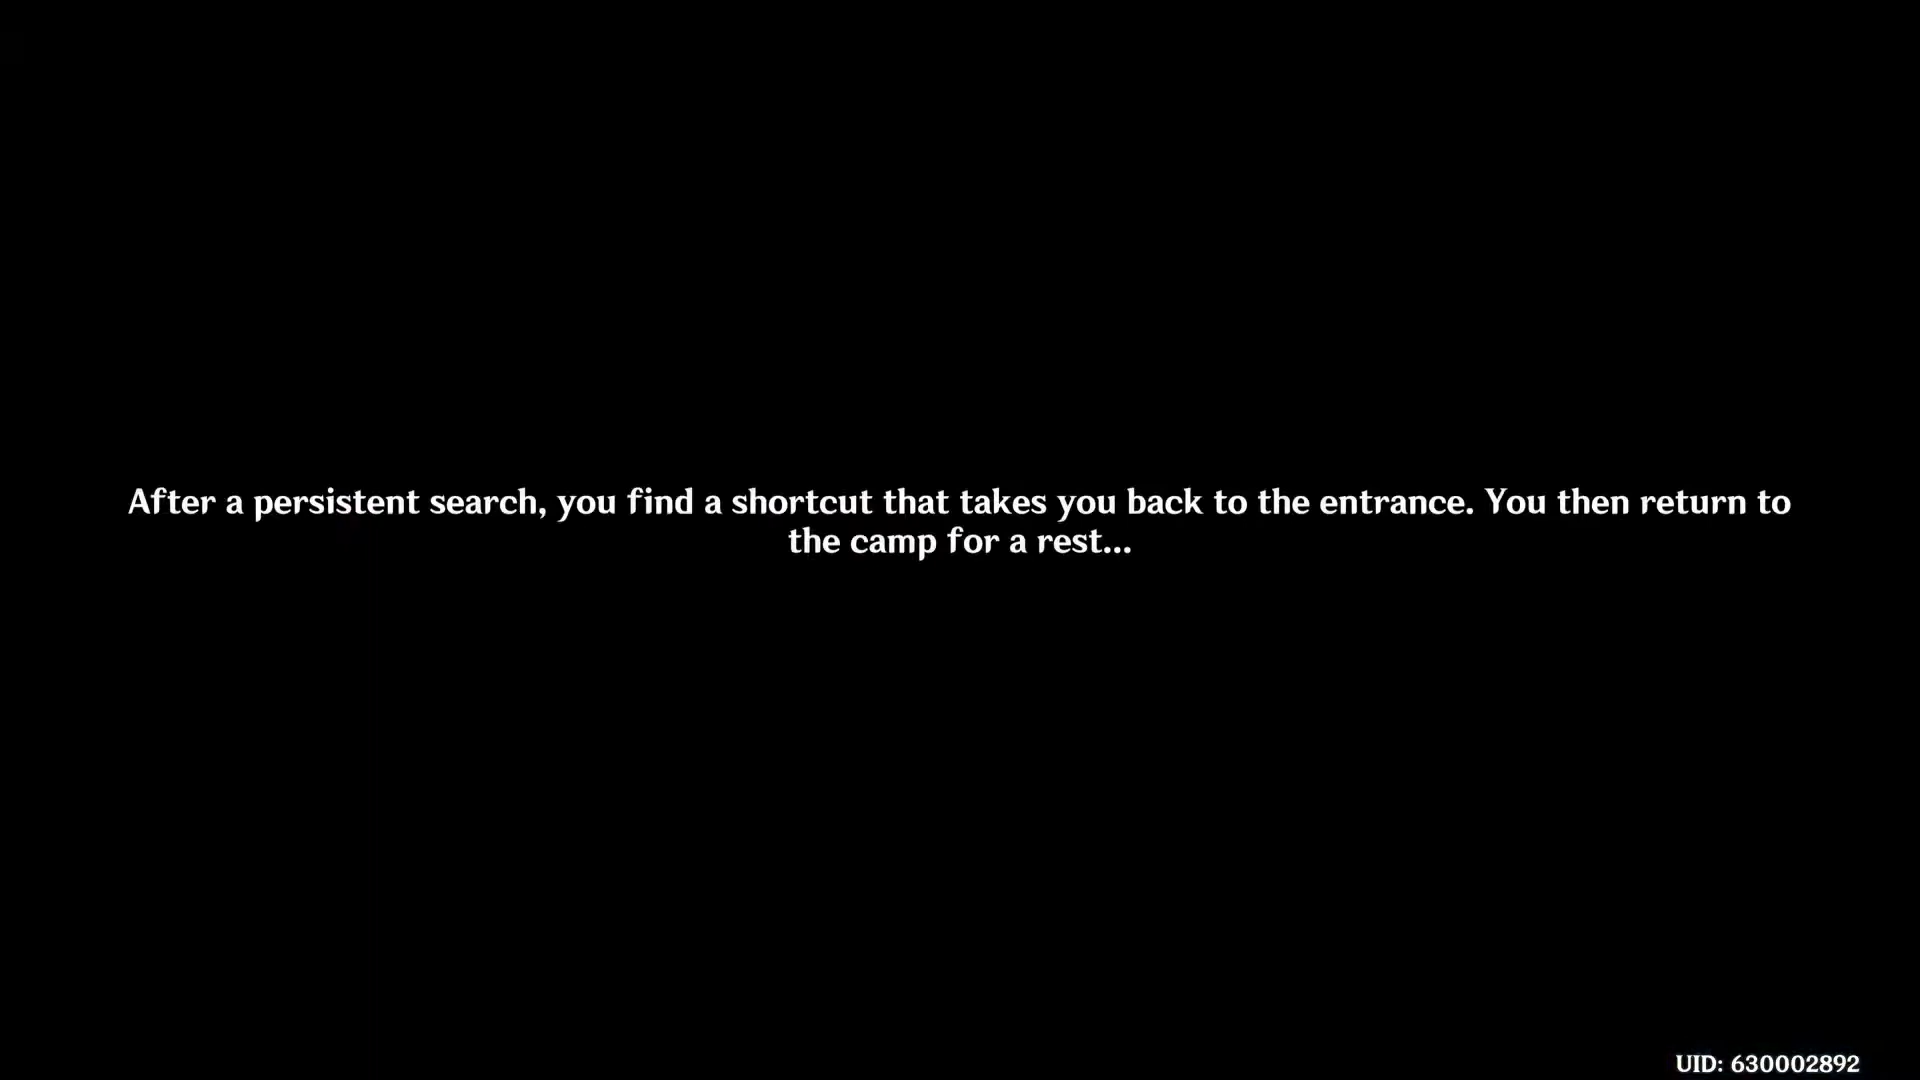 After a persistent search, you find a shortcut that takes you back to the entrance. You then return to
the camp for a rest...
UID: 630002892